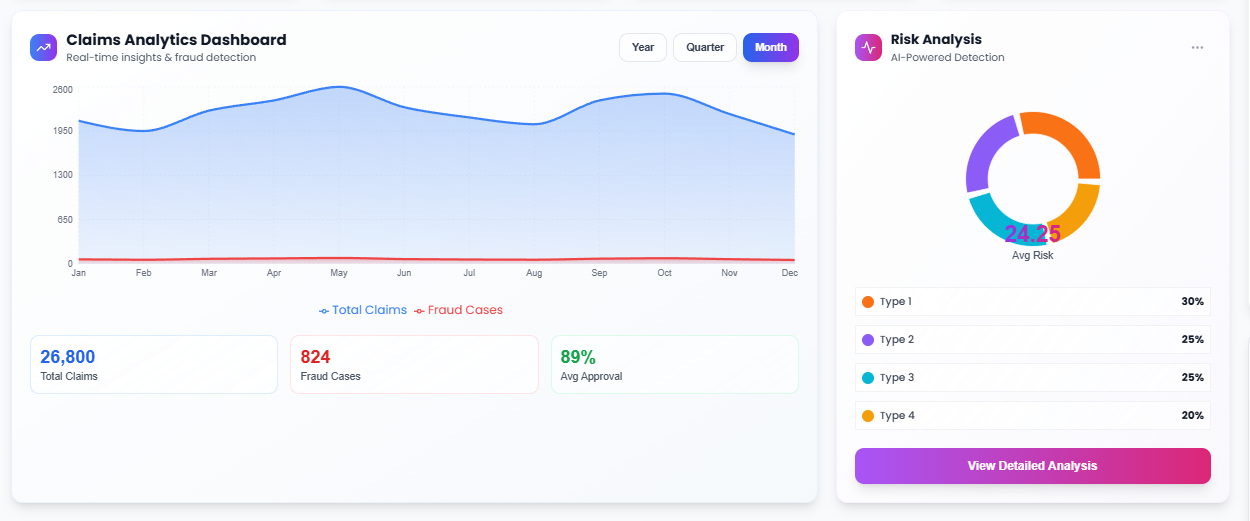 Claims Analytics Dashboard
Real-time insights & fraud detection
Year
Quarter
Month
2600
1950
1300
650
0
Jan Feb Mar Apr May Jun Jul Aug Sep Oct Nov Dec
Total Claims Fraud Cases
26,800
Total Claims
824
Fraud Cases
89%
Avg Approval
Risk Analysis
AI-Powered Detection
24.25
Avg Risk
Type 1 30%
Type 2 25%
Type 3 25%
Type 4 20%
View Detailed Analysis